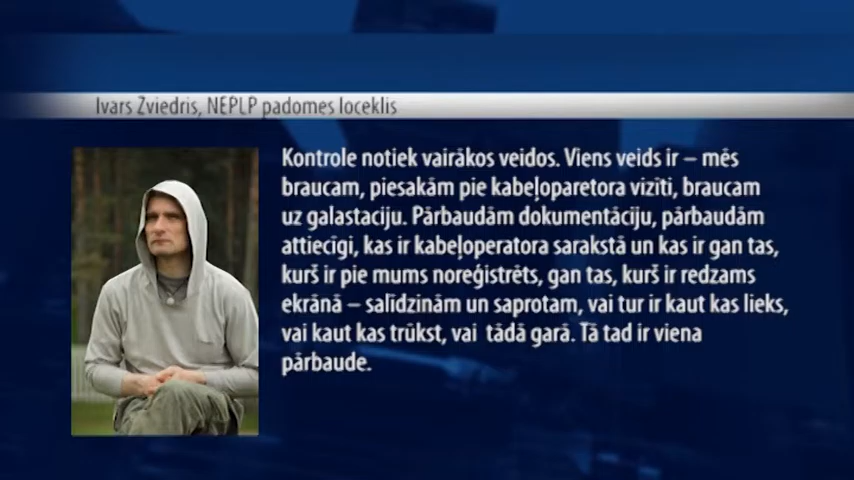 Ivars Zviedris, NEPLP padomes loceklis
Kontrole notiek vairākos veidos. Viens veids ir – mēs
braucam, piesakām pie kabeļoparetora vizīti, braucam
uz galastaciju. Pārbaudām dokumentāciju, pārbaudām
attiecīgi, kas ir kabeļoperatora sarakstā un kas ir gan tas,
kurš ir pie mums noreģistrēts, gan tas, kurš ir redzams
ekrānā – salīdzinām un saprotam, vai tur ir kaut kas lieks,
vai kaut kas trūkst, vai tādā garā. Tā tad ir viena
pārbaude.